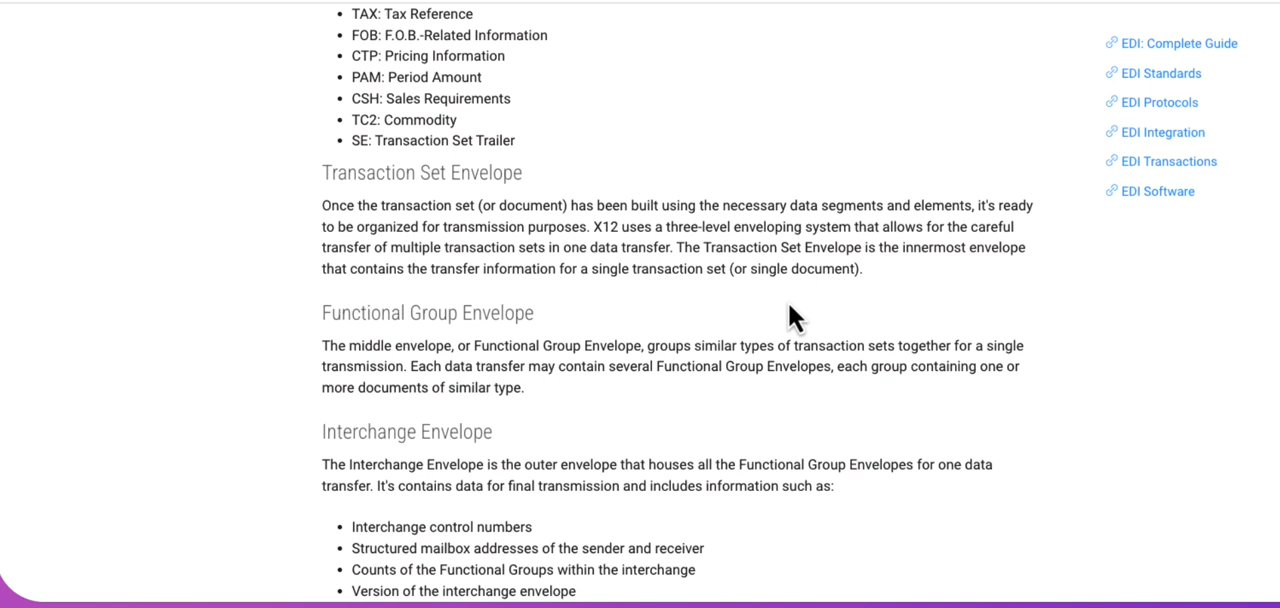 • TAX: Tax Reference
• FOB: F.O.B.-Related Information
• CTP: Pricing Information
• PAM: Period Amount
• CSH: Sales Requirements
• TC2: Commodity
• SE: Transaction Set Trailer
Transaction Set Envelope
Once the transaction set (or document) has been built using the necessary data segments and elements, it's ready
to be organized for transmission purposes. X12 uses a three-level enveloping system that allows for the careful
transfer of multiple transaction sets in one data transfer. The Transaction Set Envelope is the innermost envelope
that contains the transfer information for a single transaction set (or single document).
Functional Group Envelope
The middle envelope, or Functional Group Envelope, groups similar types of transaction sets together for a single
transmission. Each data transfer may contain several Functional Group Envelopes, each group containing one or
more documents of similar type.
Interchange Envelope
The Interchange Envelope is the outer envelope that houses all the Functional Group Envelopes for one data
transfer. It's contains data for final transmission and includes information such as:
• Interchange control numbers
• Structured mailbox addresses of the sender and receiver
• Counts of the Functional Groups within the interchange
• Version of the interchange envelope
EDI: Complete Guide
EDI Standards
EDI Protocols
EDI Integration
EDI Transactions
EDI Software